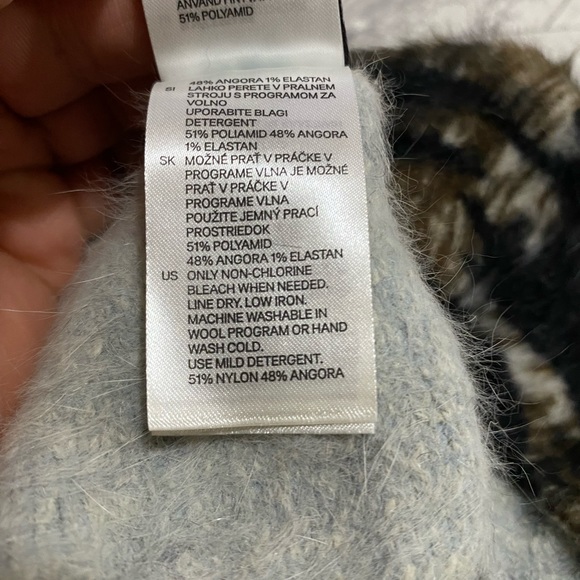 51% POLYAMID
48% ANGORA 1% ELASTAN
SI LAHKO PERETE V PRALNEM
STROJU S PROGRAMOM ZA
VOLNO
UPORABITE BLAGI
DETERGENT
51% POLIAMID 48% ANGORA
1% ELASTAN
SK MOŽNÉ PRAŤ V PRÁČKE V
PROGRAME VLNA JE MOŽNÉ
PRAŤ V PRÁČKE V
PROGRAME VLNA
POUŽITE JEMNÝ PRACÍ
PROSTRIEDOK
51% POLYAMID
48% ANGORA 1% ELASTAN
US ONLY NON-CHLORINE
BLEACH WHEN NEEDED.
LINE DRY. LOW IRON.
MACHINE WASHABLE IN
WOOL PROGRAM OR HAND
WASH COLD.
USE MILD DETERGENT.
51% NYLON 48% ANGORA